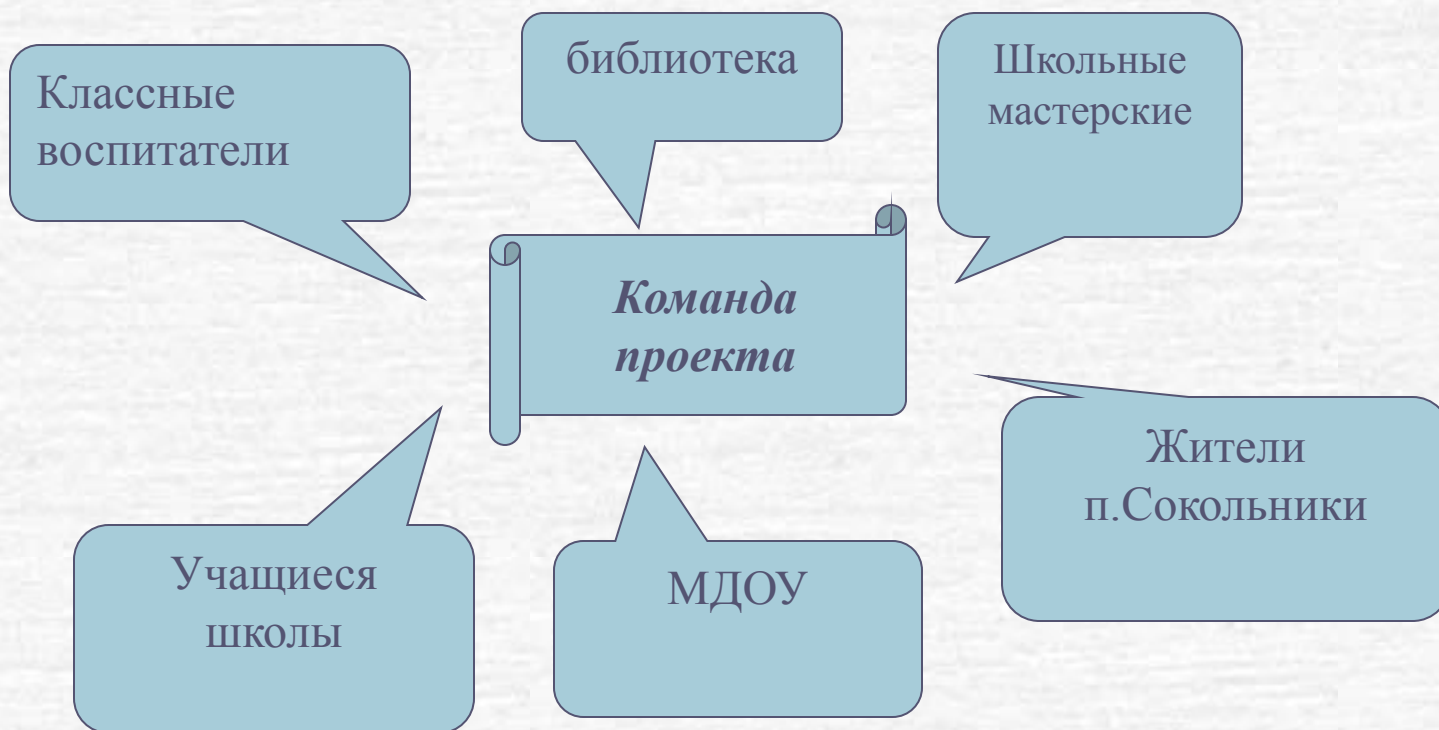 Классные
воспитатели
библиотека
Школьные
мастерские
Команда
проекта
Жители
п.Сокольники
Учащиеся
школы
МДОУ